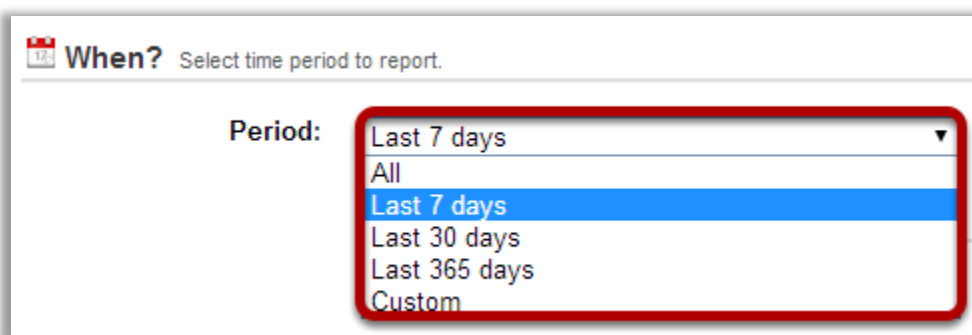 When? Select time period to report.
Period: Last 7 days
All
Last 7 days
Last 30 days
Last 365 days
Custom